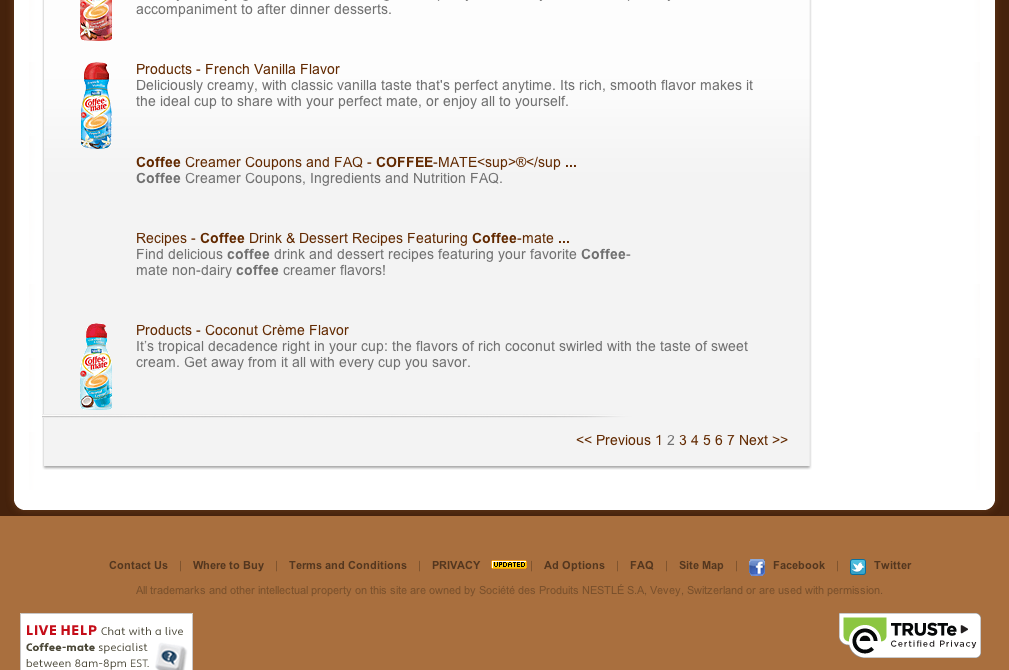 accompaniment to after dinner desserts.
Products - French Vanilla Flavor
Deliciously creamy, with classic vanilla taste that's perfect anytime. Its rich, smooth flavor makes it
the ideal cup to share with your perfect mate, or enjoy all to yourself.
Coffee Creamer Coupons and FAQ - COFFEE-MATE<sup>®</sup ...
Coffee Creamer Coupons, Ingredients and Nutrition FAQ.
Recipes - Coffee Drink & Dessert Recipes Featuring Coffee-mate ...
Find delicious coffee drink and dessert recipes featuring your favorite Coffee-
mate non-dairy coffee creamer flavors!
Products - Coconut Crème Flavor
It's tropical decadence right in your cup: the flavors of rich coconut swirled with the taste of sweet
cream. Get away from it all with every cup you savor.
<< Previous 1 2 3 4 5 6 7 Next >>
Contact Us | Where to Buy | Terms and Conditions | PRIVACY UPDATED | Ad Options | FAQ | Site Map | Facebook | Twitter
All trademarks and other intellectual property on this site are owned by Société des Produits NESTLÉ S.A, Vevey, Switzerland or are used with permission.
LIVE HELP Chat with a live
Coffee-mate specialist
between 8am-8pm EST.
TRUSTe
Certified Privacy